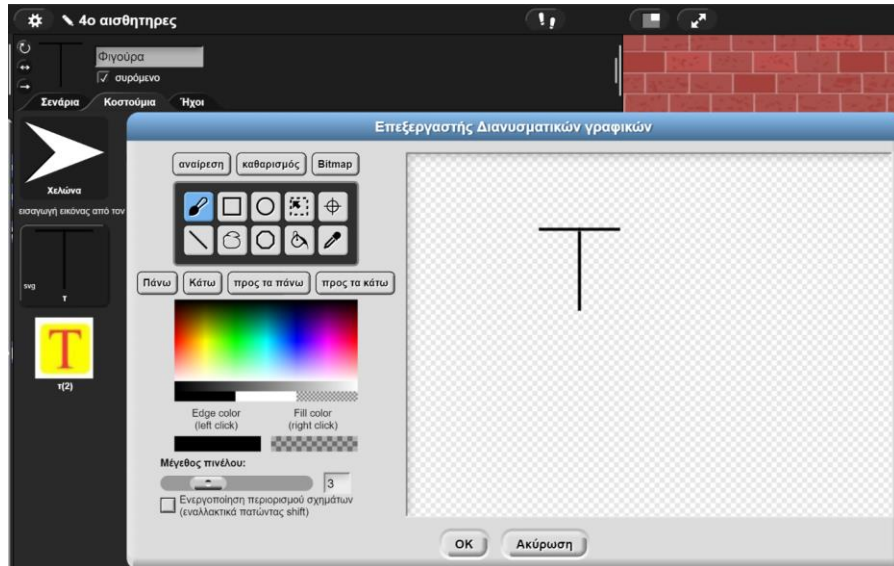 4ο αισθητηρες
Φιγούρα
συρόμενο
Σενάρια Κοστούμια Ήχοι
Χελώνα
εισαγωγή εικόνας από τον
svg
τ
T
τ(2)
Επεξεργαστής Διανυσματικών γραφικών
αναίρεση καθαρισμός Bitmap
Πάνω Κάτω προς τα πάνω προς τα κάτω
Edge color
(left click)
Fill color
(right click)
Μέγεθος πινέλου:
3
Ενεργοποίηση περιορισμού σχημάτων
(εναλλακτικά πατώντας shift)
T
OK Ακύρωση